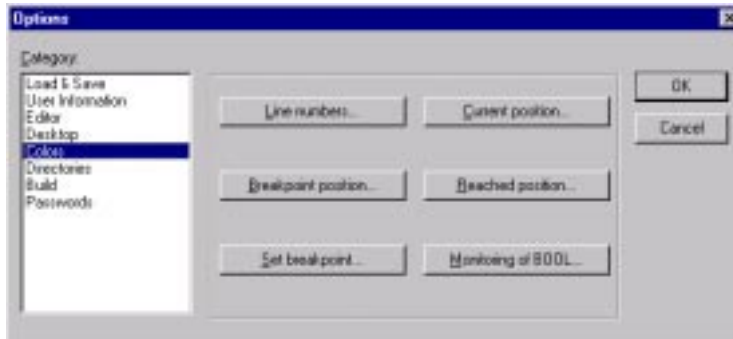 Options
Category:
Load & Save
User Information
Editor
Desktop
Colors
Directories
Build
Passwords
Line numbers...
Current position...
Breakpoint position...
Reached position...
Set breakpoint...
Monitoring of BOOL...
OK
Cancel